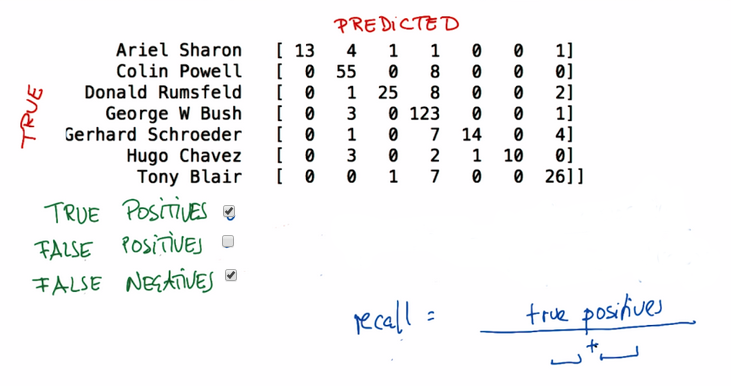 PREDICTED
TRUE
Ariel Sharon [ 13 4 1 1 0 0 1]
Colin Powell [ 0 55 0 8 0 0 0]
Donald Rumsfeld [ 0 1 25 8 0 0 2]
George W Bush [ 0 3 0 123 0 0 1]
Gerhard Schroeder [ 0 1 0 7 14 0 4]
Hugo Chavez [ 0 3 0 2 1 10 0]
Tony Blair [ 0 0 1 7 0 0 26]]
TRUE POSITIVES
FALSE POSITIVES
FALSE NEGATIVES
recall = true positives
+